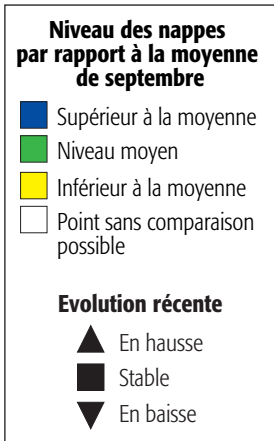 Niveau des nappes
par rapport à la moyenne
de septembre
Supérieur à la moyenne
Niveau moyen
Inférieur à la moyenne
Point sans comparaison
possible
Evolution récente
En hausse
Stable
En baisse